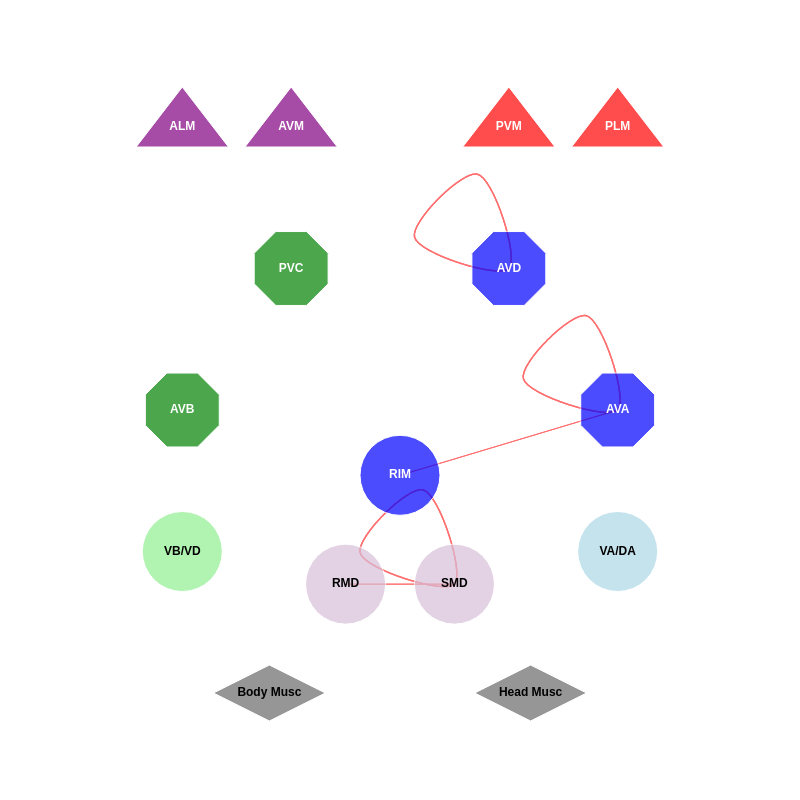 ALM
AVM
PVM
PLM
PVC
AVD
AVB
AVA
RIM
VB/VD
VA/DA
RMD
SMD
Body Musc
Head Musc